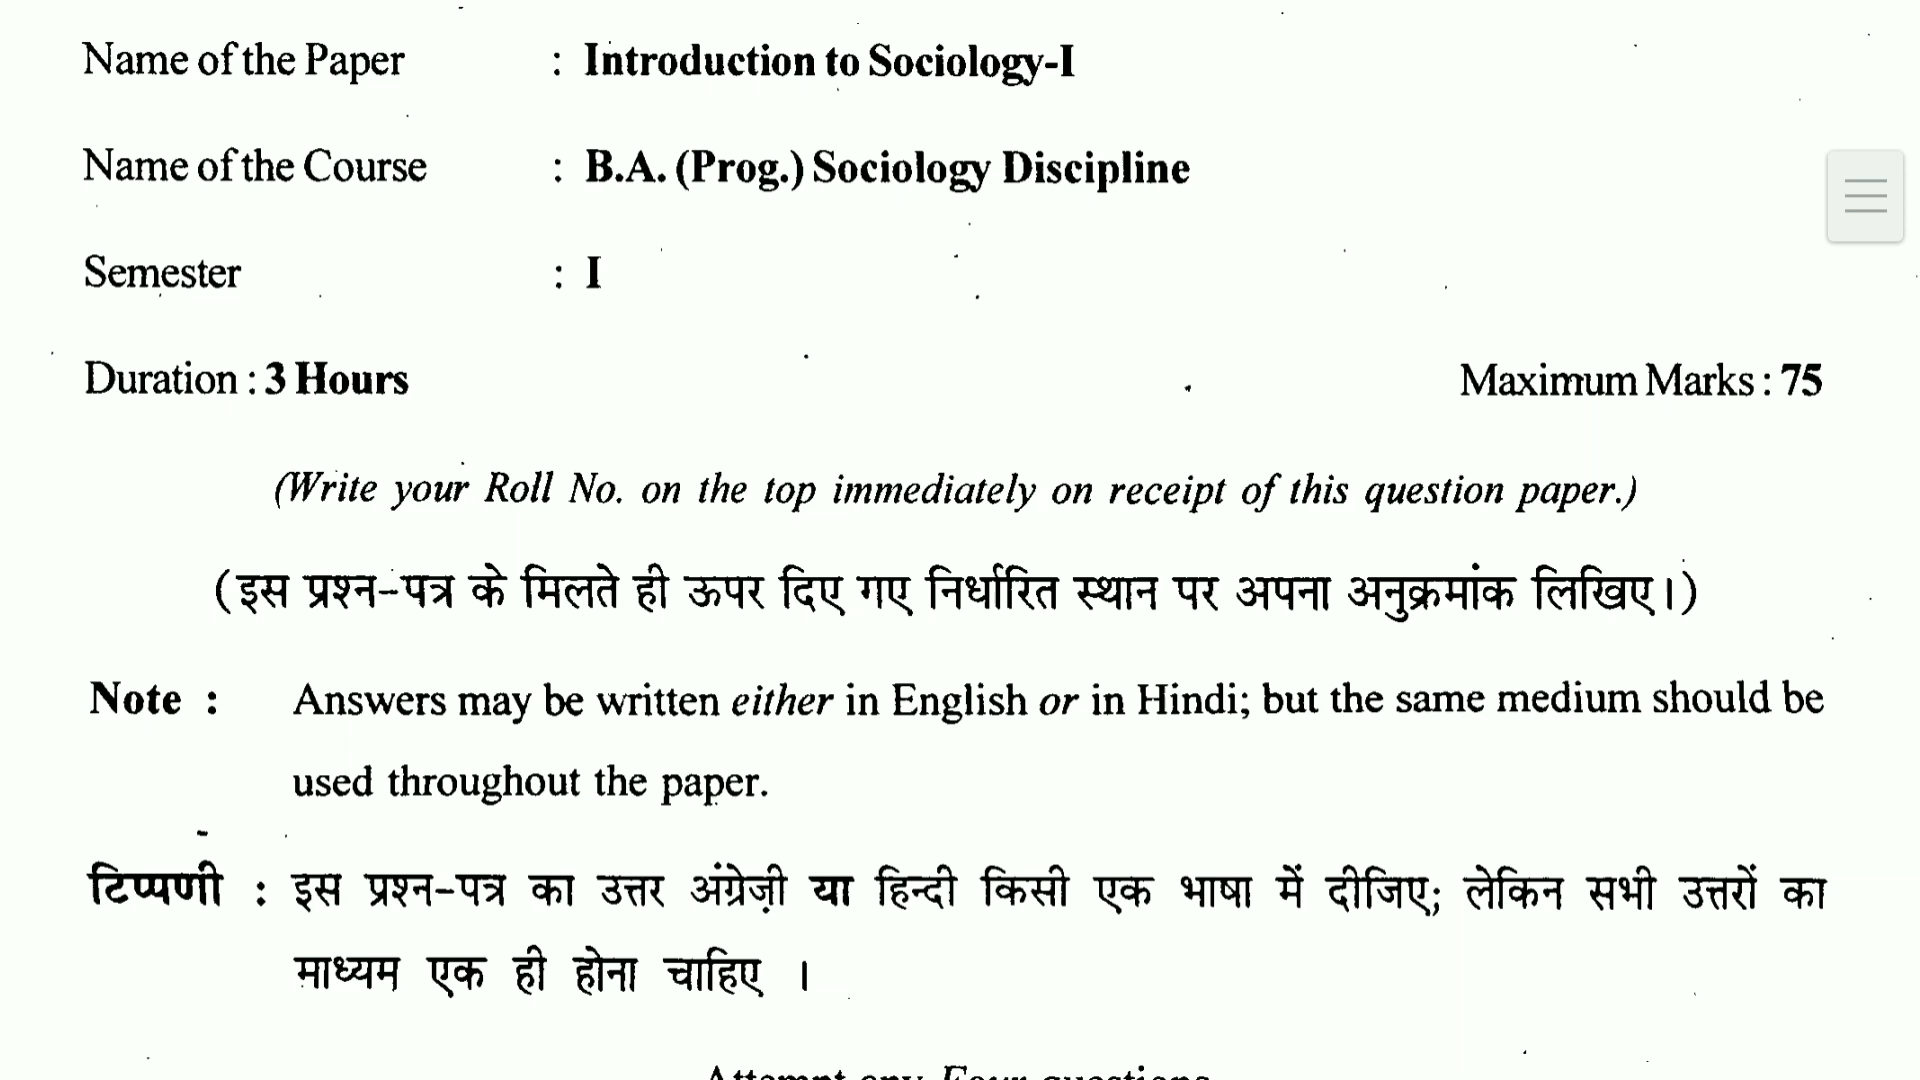 Name of the Paper : Introduction to Sociology-I
Name of the Course : B.A. (Prog.) Sociology Discipline
Semester : I
Duration : 3 Hours Maximum Marks : 75
(Write your Roll No. on the top immediately on receipt of this question paper.)
(इस प्रश्न-पत्र के मिलते ही ऊपर दिए गए निर्धारित स्थान पर अपना अनुक्रमांक लिखिए।)
Note : Answers may be written either in English or in Hindi; but the same medium should be
used throughout the paper.
टिप्पणी : इस प्रश्न-पत्र का उत्तर अंग्रेज़ी या हिन्दी किसी एक भाषा में दीजिए; लेकिन सभी उत्तरों का
माध्यम एक ही होना चाहिए ।
Attempt any Four questions